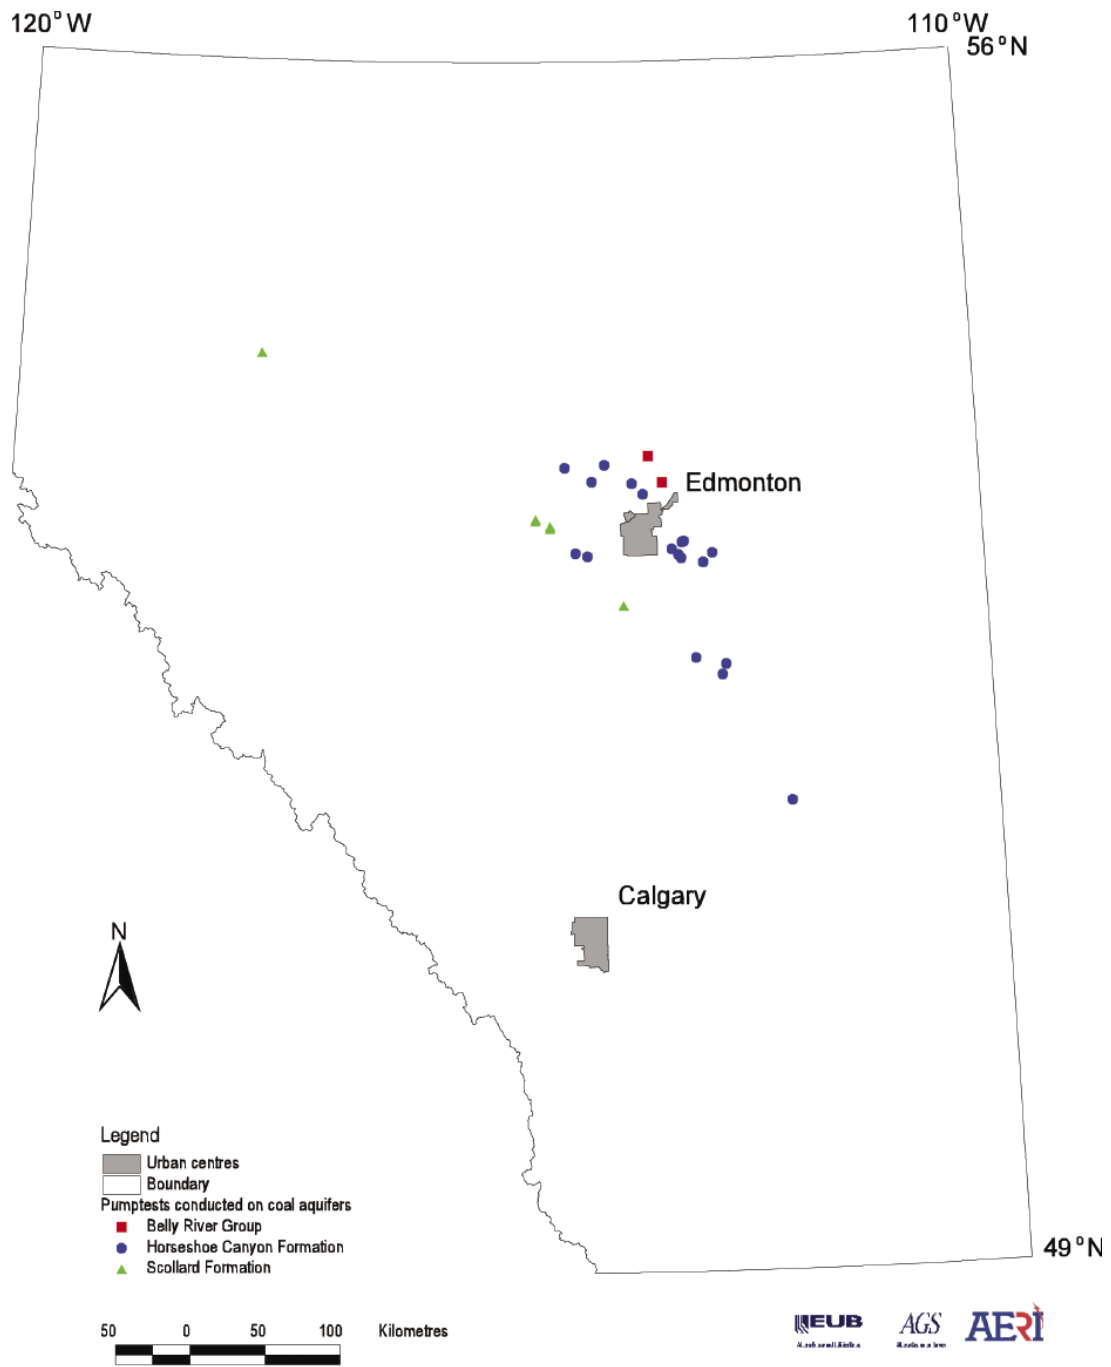 120°W
110°W
56°N
Edmonton
Calgary
N
Legend
Urban centres
Boundary
Pumptests conducted on coal aquifers
Belly River Group
Horseshoe Canyon Formation
Scollard Formation
49°N
50 0 50 100 Kilometres
EUB
AGS
AERI